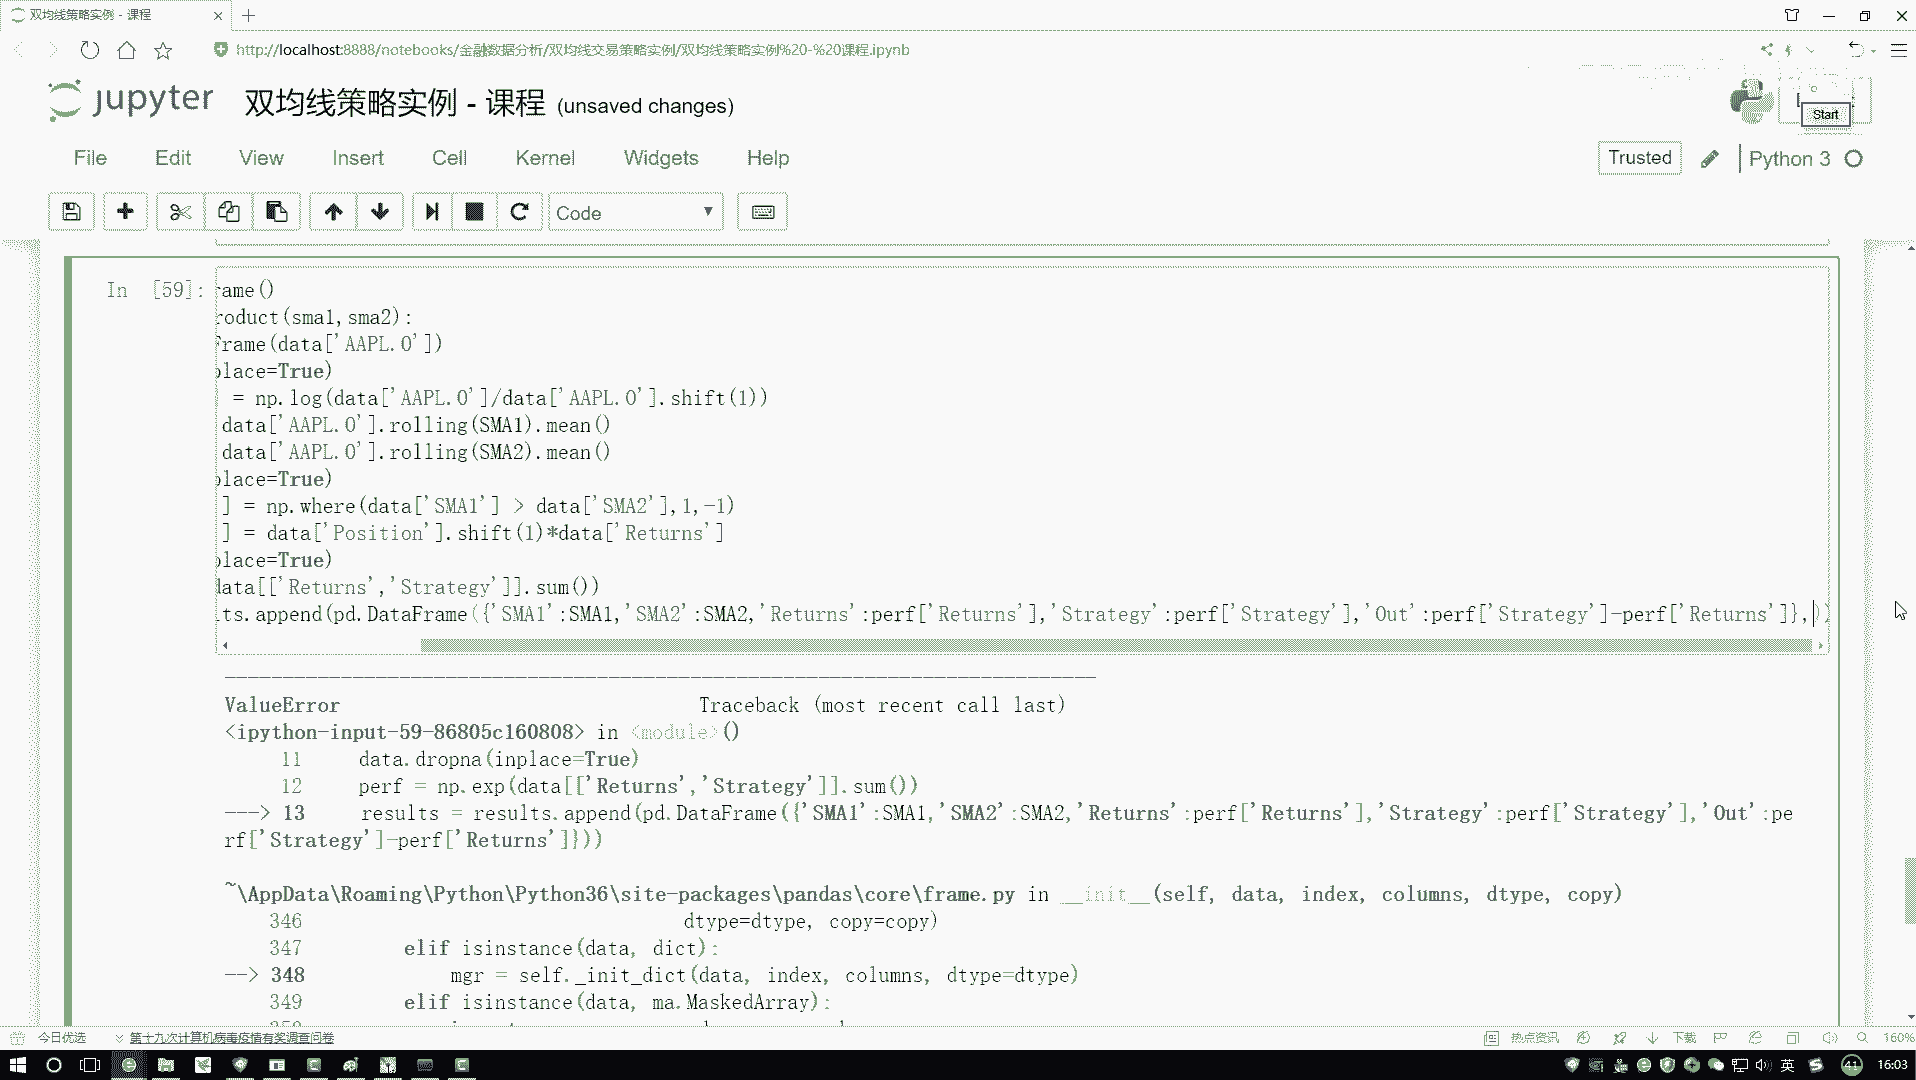 双均线策略实例 - 课程
http://localhost:8888/notebooks/金融数据分析/双均线交易策略实例/双均线策略实例%20-%20课程.ipynb
jupyter 双均线策略实例 - 课程 (unsaved changes)
Start
File Edit View Insert Cell Kernel Widgets Help
Trusted Python 3
Code
In [59]:
rame()
roduct(sma1,sma2):
Frame(data['AAPL.O'])
place=True)
] = np.log(data['AAPL.O']/data['AAPL.O'].shift(1))
data['AAPL.O'].rolling(SMA1).mean()
data['AAPL.O'].rolling(SMA2).mean()
place=True)
] = np.where(data['SMA1'] > data['SMA2'],1,-1)
] = data['Position'].shift(1)*data['Returns']
place=True)
data[['Returns','Strategy']].sum())
lts.append(pd.DataFrame({'SMA1':SMA1,'SMA2':SMA2,'Returns':perf['Returns'],'Strategy':perf['Strategy'],'Out':perf['Strategy']-perf['Returns']},))
---------------------------------------------------------------------------
ValueError Traceback (most recent call last)
<ipython-input-59-86805c160808> in <module>()
11 data.dropna(inplace=True)
12 perf = np.exp(data[['Returns','Strategy']].sum())
---> 13 results = results.append(pd.DataFrame({'SMA1':SMA1,'SMA2':SMA2,'Returns':perf['Returns'],'Strategy':perf['Strategy'],'Out':pe
rf['Strategy']-perf['Returns']}))
~\AppData\Roaming\Python\Python36\site-packages\pandas\core\frame.py in __init__(self, data, index, columns, dtype, copy)
346 dtype=dtype, copy=copy)
347 elif isinstance(data, dict):
--> 348 mgr = self._init_dict(data, index, columns, dtype=dtype)
349 elif isinstance(data, ma.MaskedArray):
今日优选 第十九次计算机病毒疫情有奖调查问卷 热点资讯 下载 160%
英 41 16:03